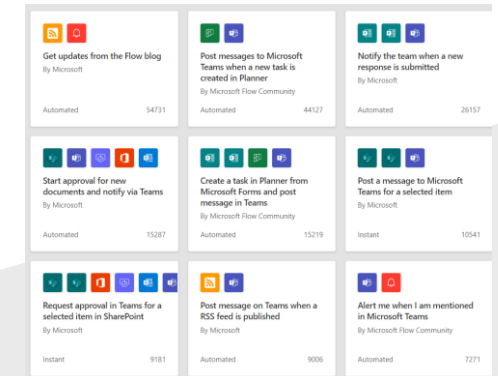 Get updates from the Flow blog
By Microsoft
Automated 54731
Post messages to Microsoft
Teams when a new task is
created in Planner
By Microsoft Flow Community
Automated 44127
Notify the team when a new
response is submitted
By Microsoft
Automated 26157
Start approval for new
documents and notify via Teams
By Microsoft
Automated 15287
Create a task in Planner from
Microsoft Forms and post
message in Teams
By Microsoft Flow Community
Automated 15219
Post a message to Microsoft
Teams for a selected item
By Microsoft
Instant 10541
Request approval in Teams for a
selected item in SharePoint
By Microsoft
Instant 9181
Post message on Teams when a
RSS feed is published
By Microsoft
Automated 9006
Alert me when I am mentioned
in Microsoft Teams
By Microsoft Flow Community
Automated 7271